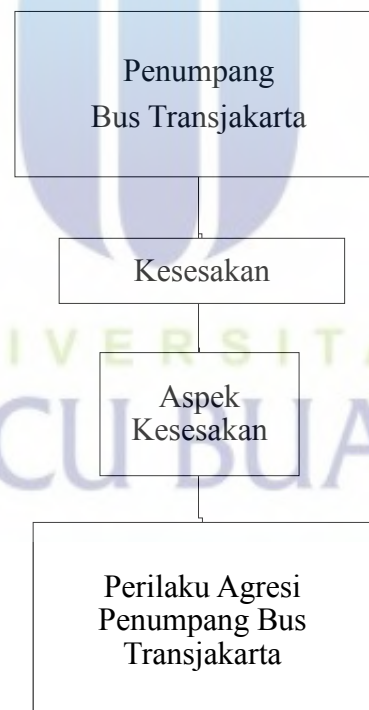 Penumpang
Bus Transjakarta
Kesesakan
IVERSITA
Aspek
Kesesakan
CU BUA
Perilaku Agresi
Penumpang Bus
Transjakarta